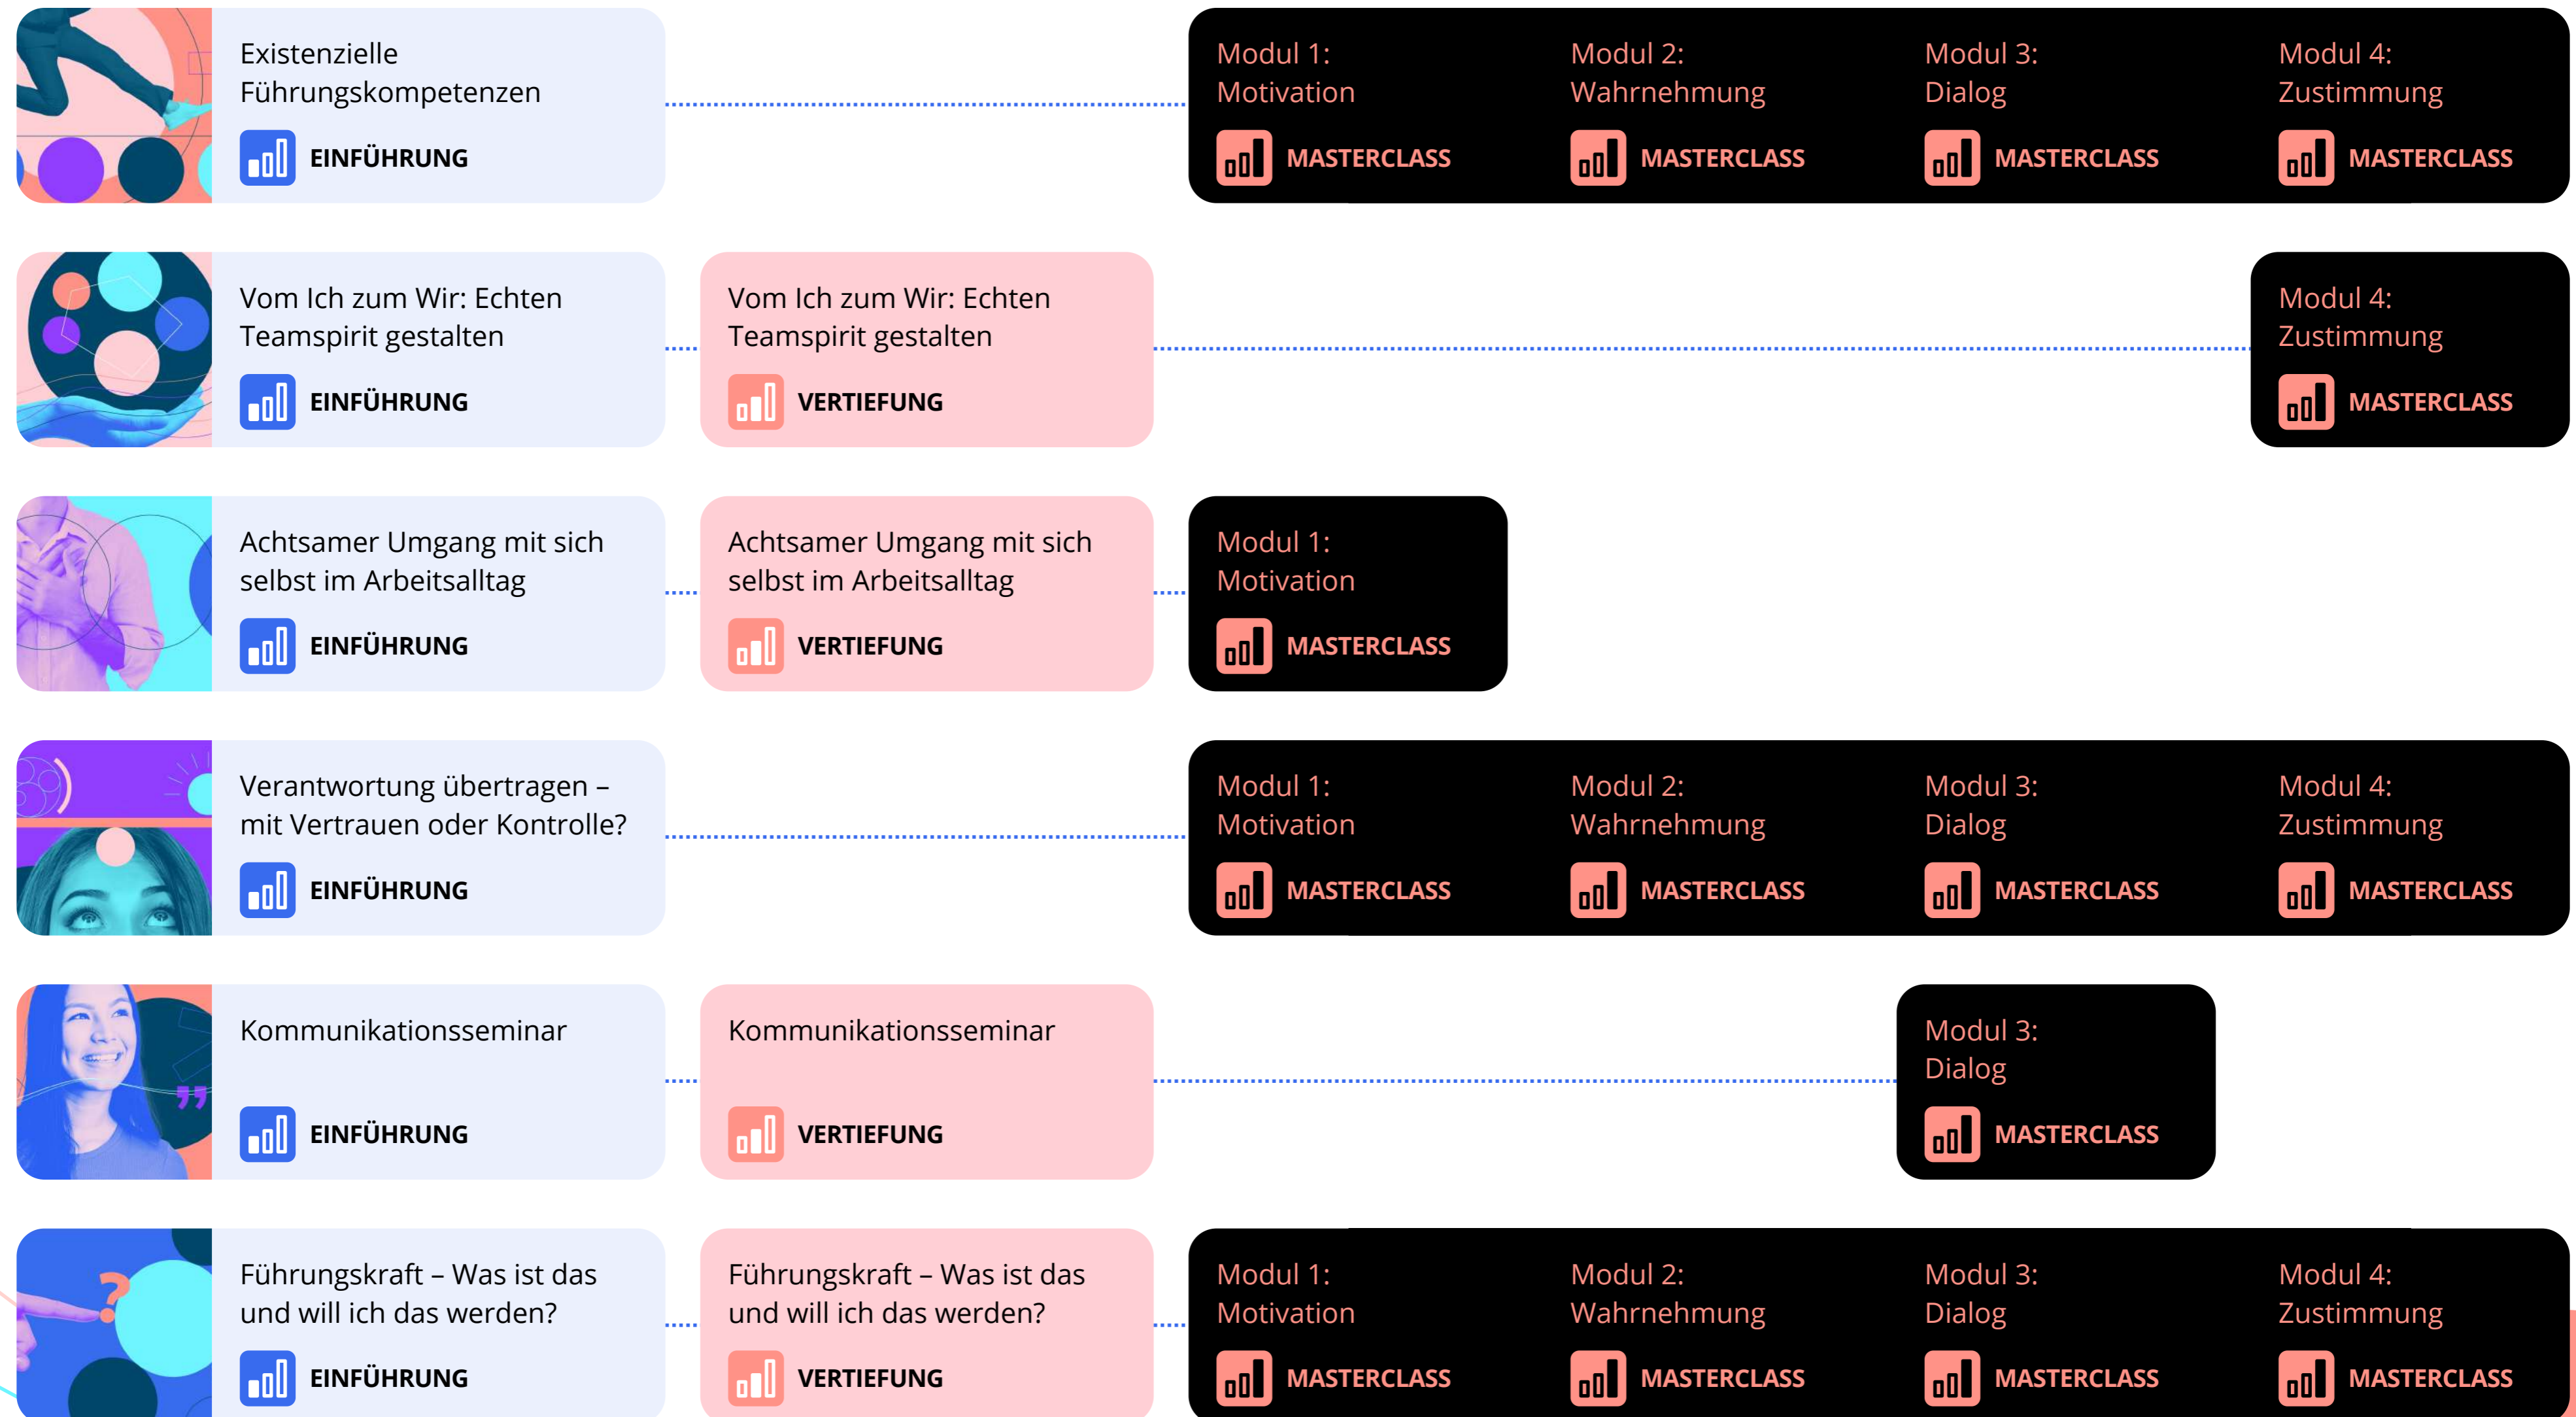 Existenzielle
Führungskompetenzen
EINFÜHRUNG
Modul 1:
Motivation
MASTERCLASS
Modul 2:
Wahrnehmung
MASTERCLASS
Modul 3:
Dialog
MASTERCLASS
Modul 4:
Zustimmung
MASTERCLASS
Vom Ich zum Wir: Echten
Teamspirit gestalten
EINFÜHRUNG
Vom Ich zum Wir: Echten
Teamspirit gestalten
VERTIEFUNG
Modul 4:
Zustimmung
MASTERCLASS
Achtsamer Umgang mit sich
selbst im Arbeitsalltag
EINFÜHRUNG
Achtsamer Umgang mit sich
selbst im Arbeitsalltag
VERTIEFUNG
Modul 1:
Motivation
MASTERCLASS
Verantwortung übertragen –
mit Vertrauen oder Kontrolle?
EINFÜHRUNG
Modul 1:
Motivation
MASTERCLASS
Modul 2:
Wahrnehmung
MASTERCLASS
Modul 3:
Dialog
MASTERCLASS
Modul 4:
Zustimmung
MASTERCLASS
Kommunikationsseminar
EINFÜHRUNG
Kommunikationsseminar
VERTIEFUNG
Modul 3:
Dialog
MASTERCLASS
Führungskraft – Was ist das
und will ich das werden?
EINFÜHRUNG
Führungskraft – Was ist das
und will ich das werden?
VERTIEFUNG
Modul 1:
Motivation
MASTERCLASS
Modul 2:
Wahrnehmung
MASTERCLASS
Modul 3:
Dialog
MASTERCLASS
Modul 4:
Zustimmung
MASTERCLASS